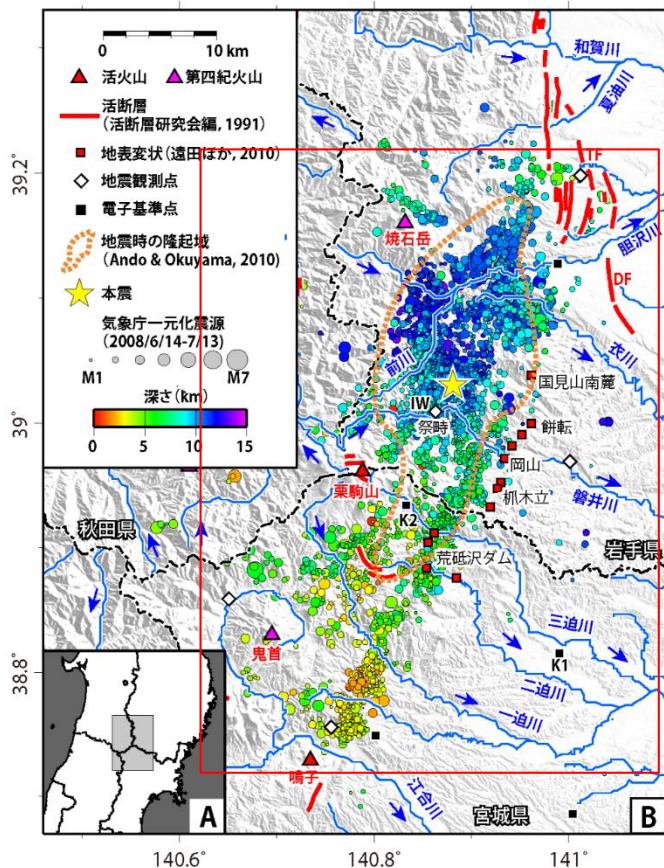 0
10 km
活火山
第四紀火山
活断層
(活断層研究会編, 1991)
地表変状(遠田ほか, 2010)
地震観測点
電子基準点
地震時の隆起域
(Ando & Okuyama, 2010)
本震
気象庁一元化震源
(2008/6/14-7/13)
M1
M7
深さ(km)
0
5
10
15
和賀川
夏油川
TF
胆沢川
DF
焼石岳
衣川
前川
国見山南麓
IW
祭畤
餅転
岡山
栗駒山
磐井川
K2
柧木立
秋田県
岩手県
荒砥沢ダム
三迫川
鬼首
K1
二迫川
一迫川
鳴子
江合川
宮城県
A
B
39.2°
39°
38.8°
140.6°
140.8°
141°